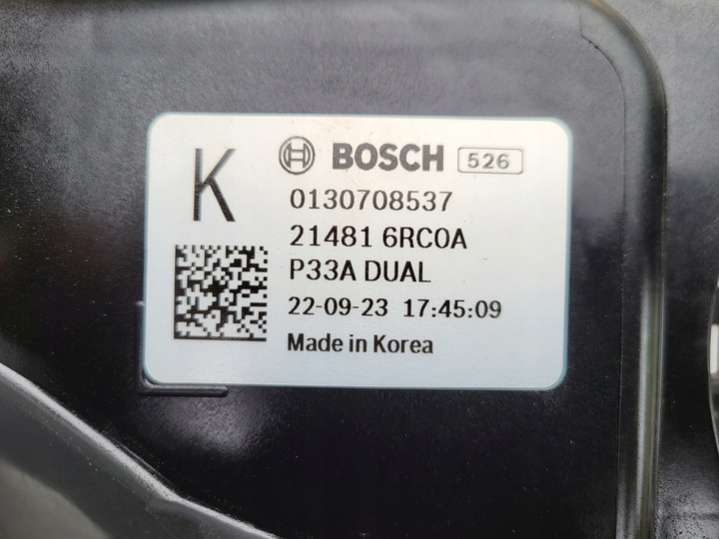 K
BOSCH 526
0130708537
21481 6RC0A
P33A DUAL
22-09-23 17:45:09
Made in Korea